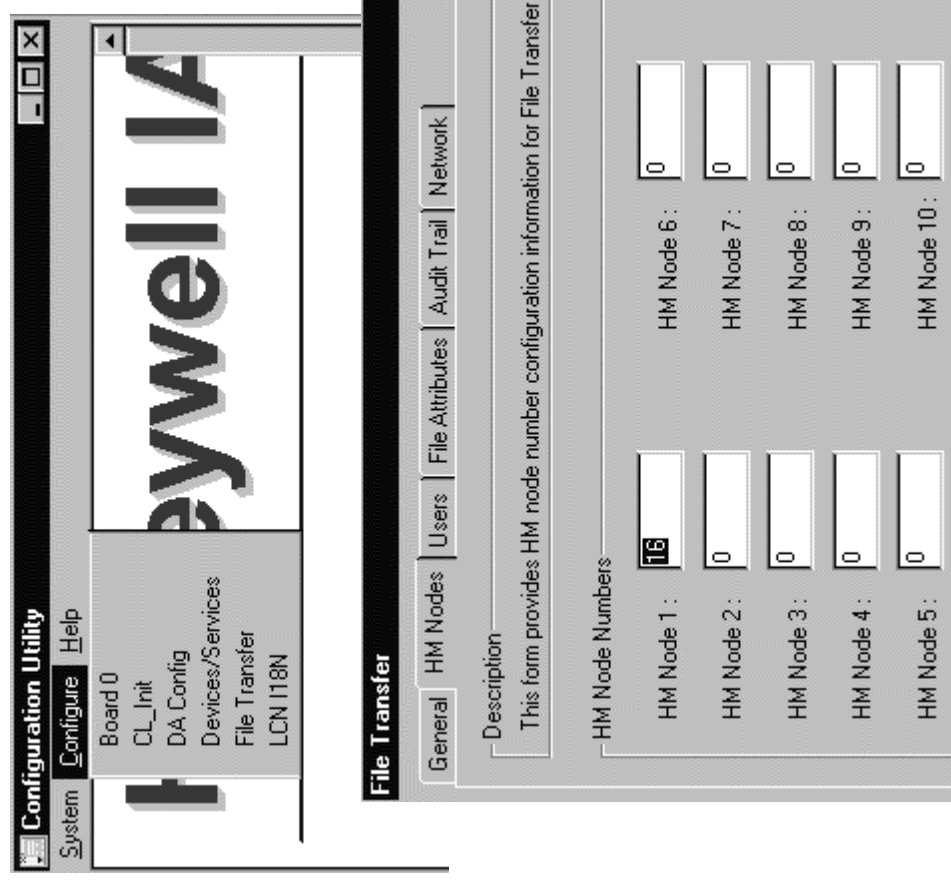 Configuration Utility
System Configure Help
Board 0
CL_Init
DA Config
Devices/Services
File Transfer
LCN I18N
eywell IA
File Transfer
General HM Nodes Users File Attributes Audit Trail Network
Description
This form provides HM node number configuration information for File Transfer
HM Node Numbers
HM Node 1 : 16 HM Node 6 : 0
HM Node 2 : 0 HM Node 7 : 0
HM Node 3 : 0 HM Node 8 : 0
HM Node 4 : 0 HM Node 9 : 0
HM Node 5 : 0 HM Node 10 : 0